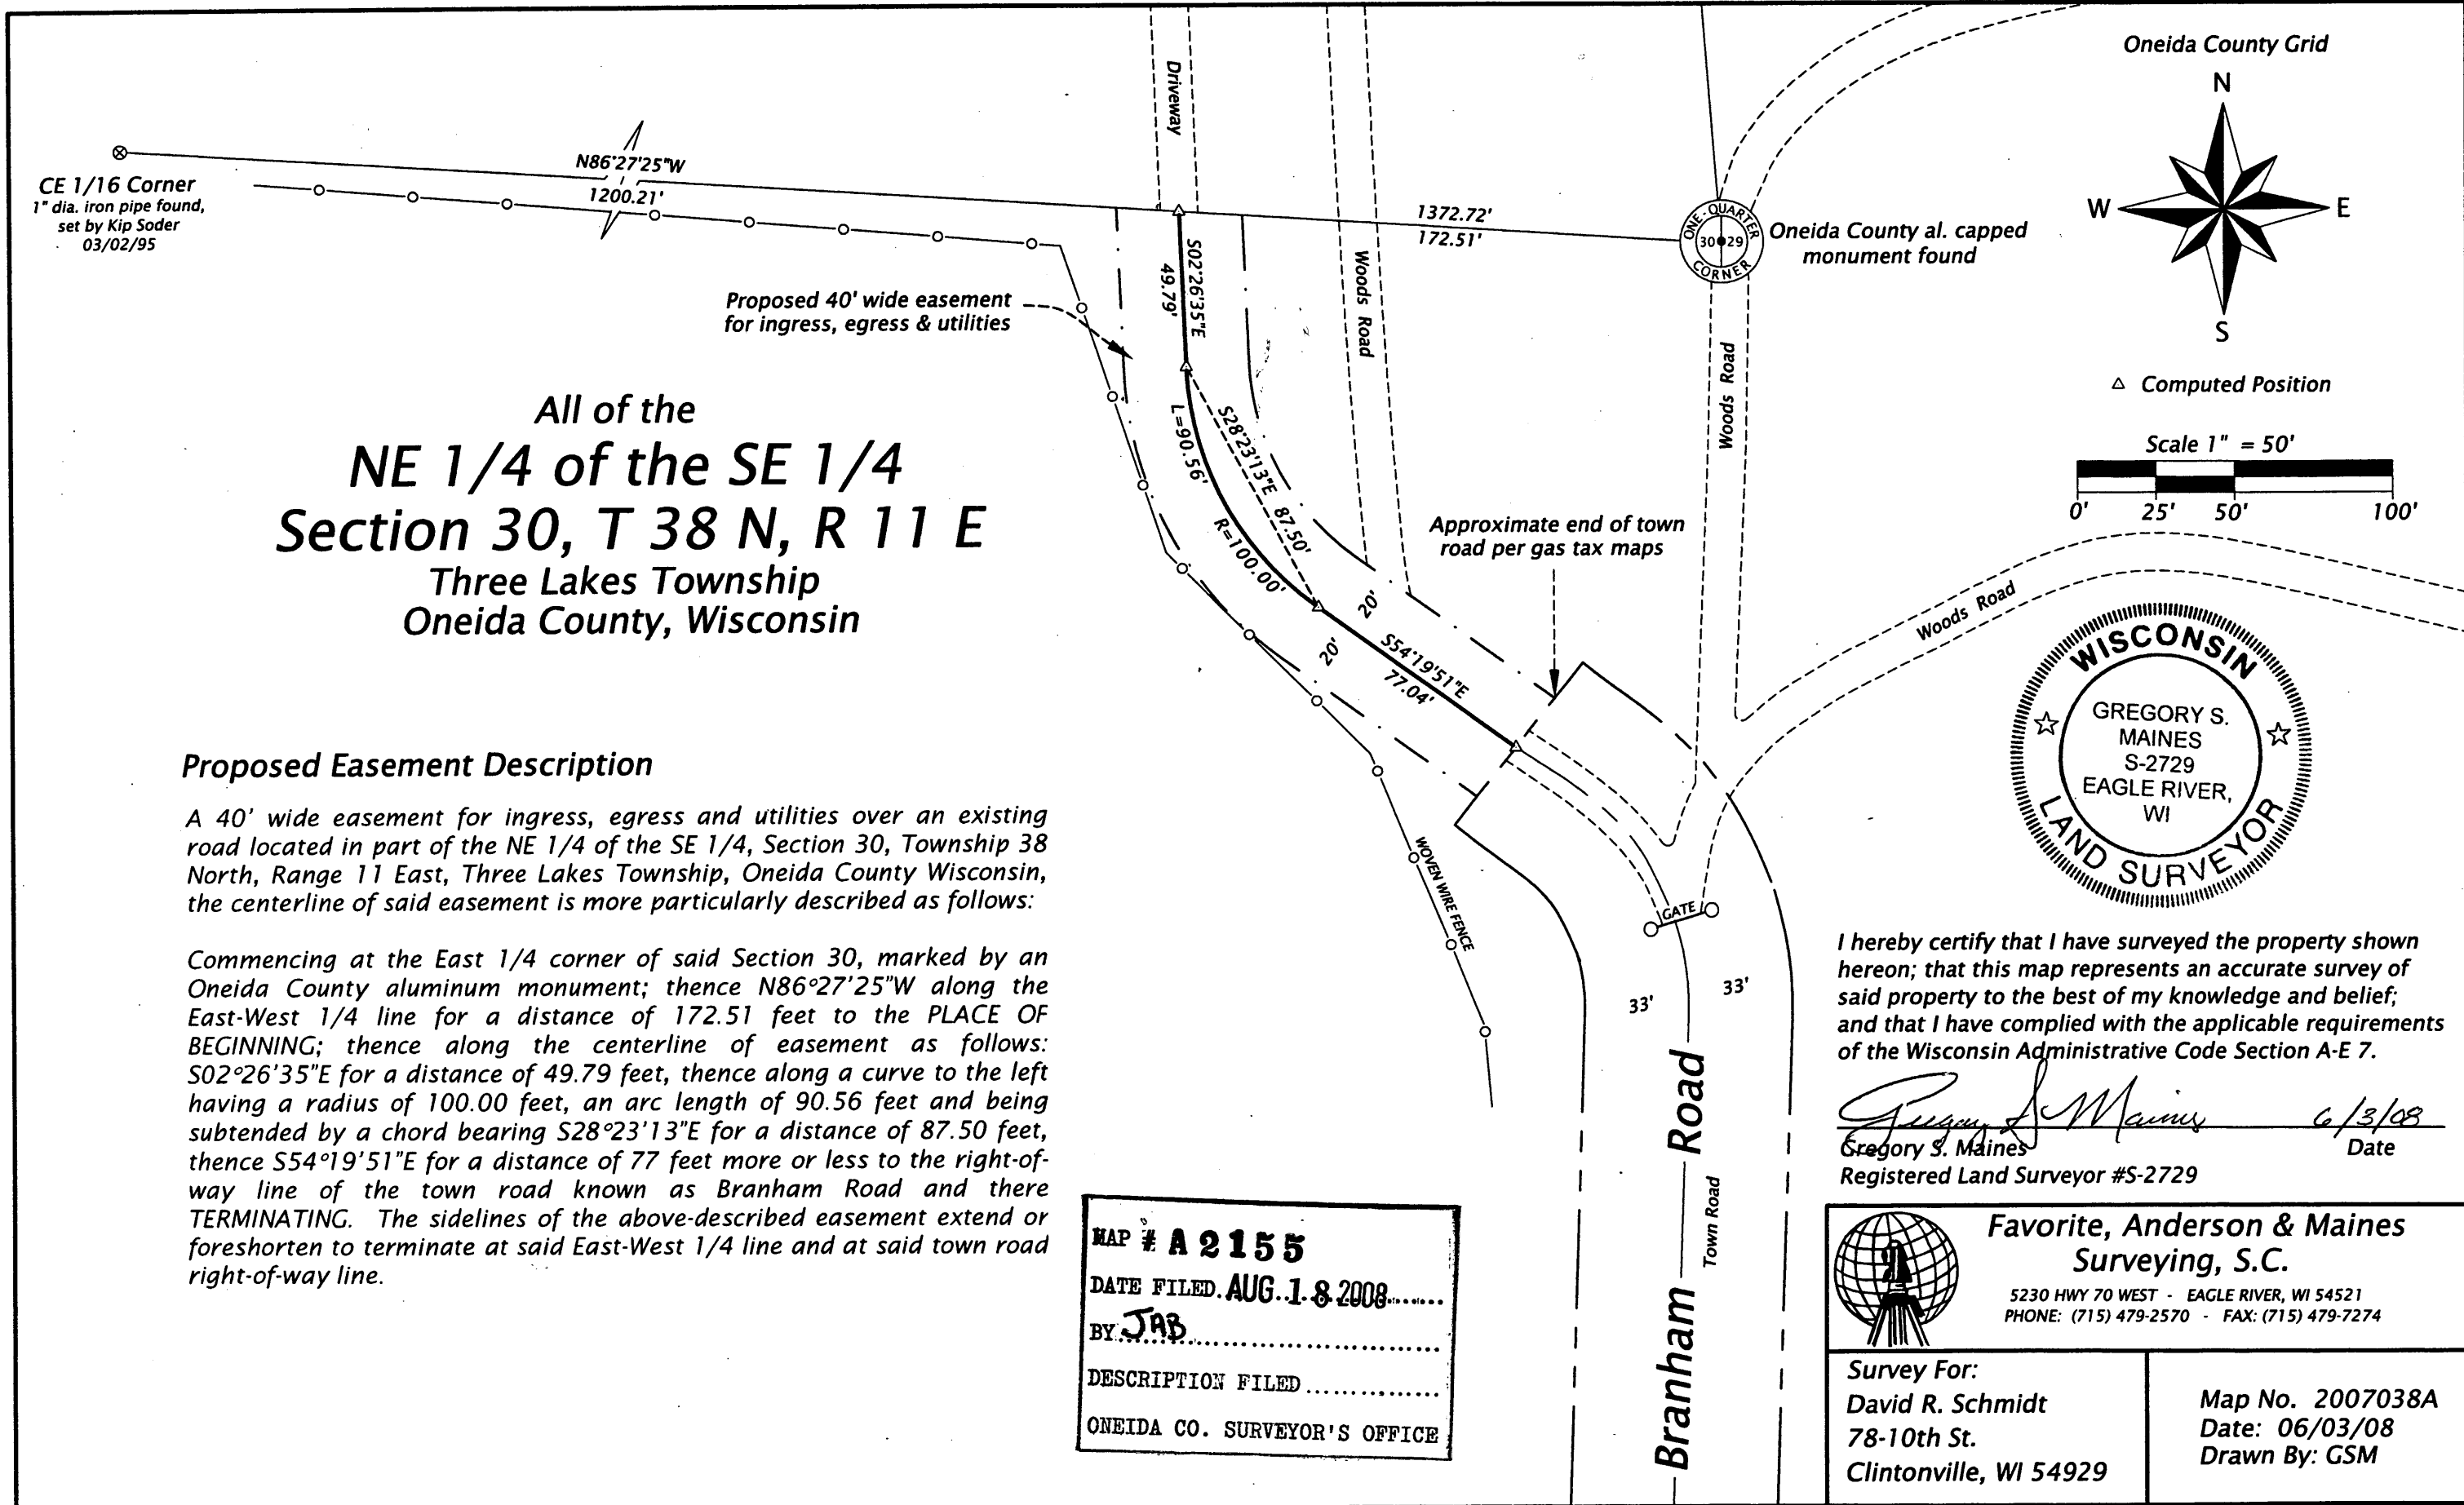 Oneida County Grid
N
W
E
S
△ Computed Position
Scale 1" = 50'
0' 25' 50' 100'
Driveway
N86°27'25"W
1200.21'
CE 1/16 Corner
1" dia. iron pipe found,
set by Kip Soder
03/02/95
1372.72'
172.51'
ONE-QUARTER
30 29
CORNER
Oneida County al. capped
monument found
S02°26'35"E
49.79'
Woods Road
Woods Road
Proposed 40' wide easement
for ingress, egress & utilities
L=90.56'
R=100.00'
S28°23'13"E 87.50'
Approximate end of town
road per gas tax maps
20'
20'
S54°19'51"E
77.04'
Woods Road
WOVEN WIRE FENCE
GATE
33'
33'
Branham Road
Town Road
All of the
NE 1/4 of the SE 1/4
Section 30, T 38 N, R 11 E
Three Lakes Township
Oneida County, Wisconsin
Proposed Easement Description
A 40' wide easement for ingress, egress and utilities over an existing
road located in part of the NE 1/4 of the SE 1/4, Section 30, Township 38
North, Range 11 East, Three Lakes Township, Oneida County Wisconsin,
the centerline of said easement is more particularly described as follows:
Commencing at the East 1/4 corner of said Section 30, marked by an
Oneida County aluminum monument; thence N86°27'25"W along the
East-West 1/4 line for a distance of 172.51 feet to the PLACE OF
BEGINNING; thence along the centerline of easement as follows:
S02°26'35"E for a distance of 49.79 feet, thence along a curve to the left
having a radius of 100.00 feet, an arc length of 90.56 feet and being
subtended by a chord bearing S28°23'13"E for a distance of 87.50 feet,
thence S54°19'51"E for a distance of 77 feet more or less to the right-of-
way line of the town road known as Branham Road and there
TERMINATING. The sidelines of the above-described easement extend or
foreshorten to terminate at said East-West 1/4 line and at said town road
right-of-way line.
MAP # A 2155
DATE FILED. AUG. 18 2008
BY JAB
DESCRIPTION FILED
ONEIDA CO. SURVEYOR'S OFFICE
WISCONSIN
GREGORY S.
MAINES
S-2729
EAGLE RIVER,
WI
LAND SURVEYOR
I hereby certify that I have surveyed the property shown
hereon; that this map represents an accurate survey of
said property to the best of my knowledge and belief;
and that I have complied with the applicable requirements
of the Wisconsin Administrative Code Section A-E 7.
Gregory S Maines 6/3/08
Gregory S. Maines Date
Registered Land Surveyor #S-2729
Favorite, Anderson & Maines
Surveying, S.C.
5230 HWY 70 WEST - EAGLE RIVER, WI 54521
PHONE: (715) 479-2570 - FAX: (715) 479-7274
Survey For:
David R. Schmidt
78-10th St.
Clintonville, WI 54929
Map No. 2007038A
Date: 06/03/08
Drawn By: GSM